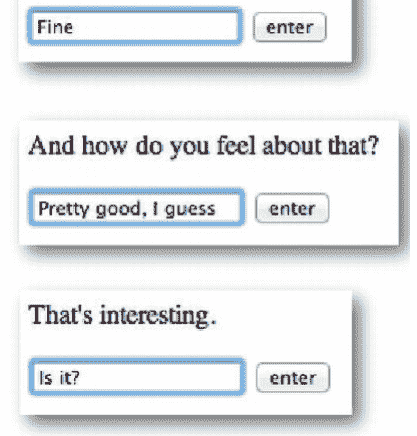 Fine enter
And how do you feel about that?
Pretty good, I guess enter
That's interesting.
Is it? enter